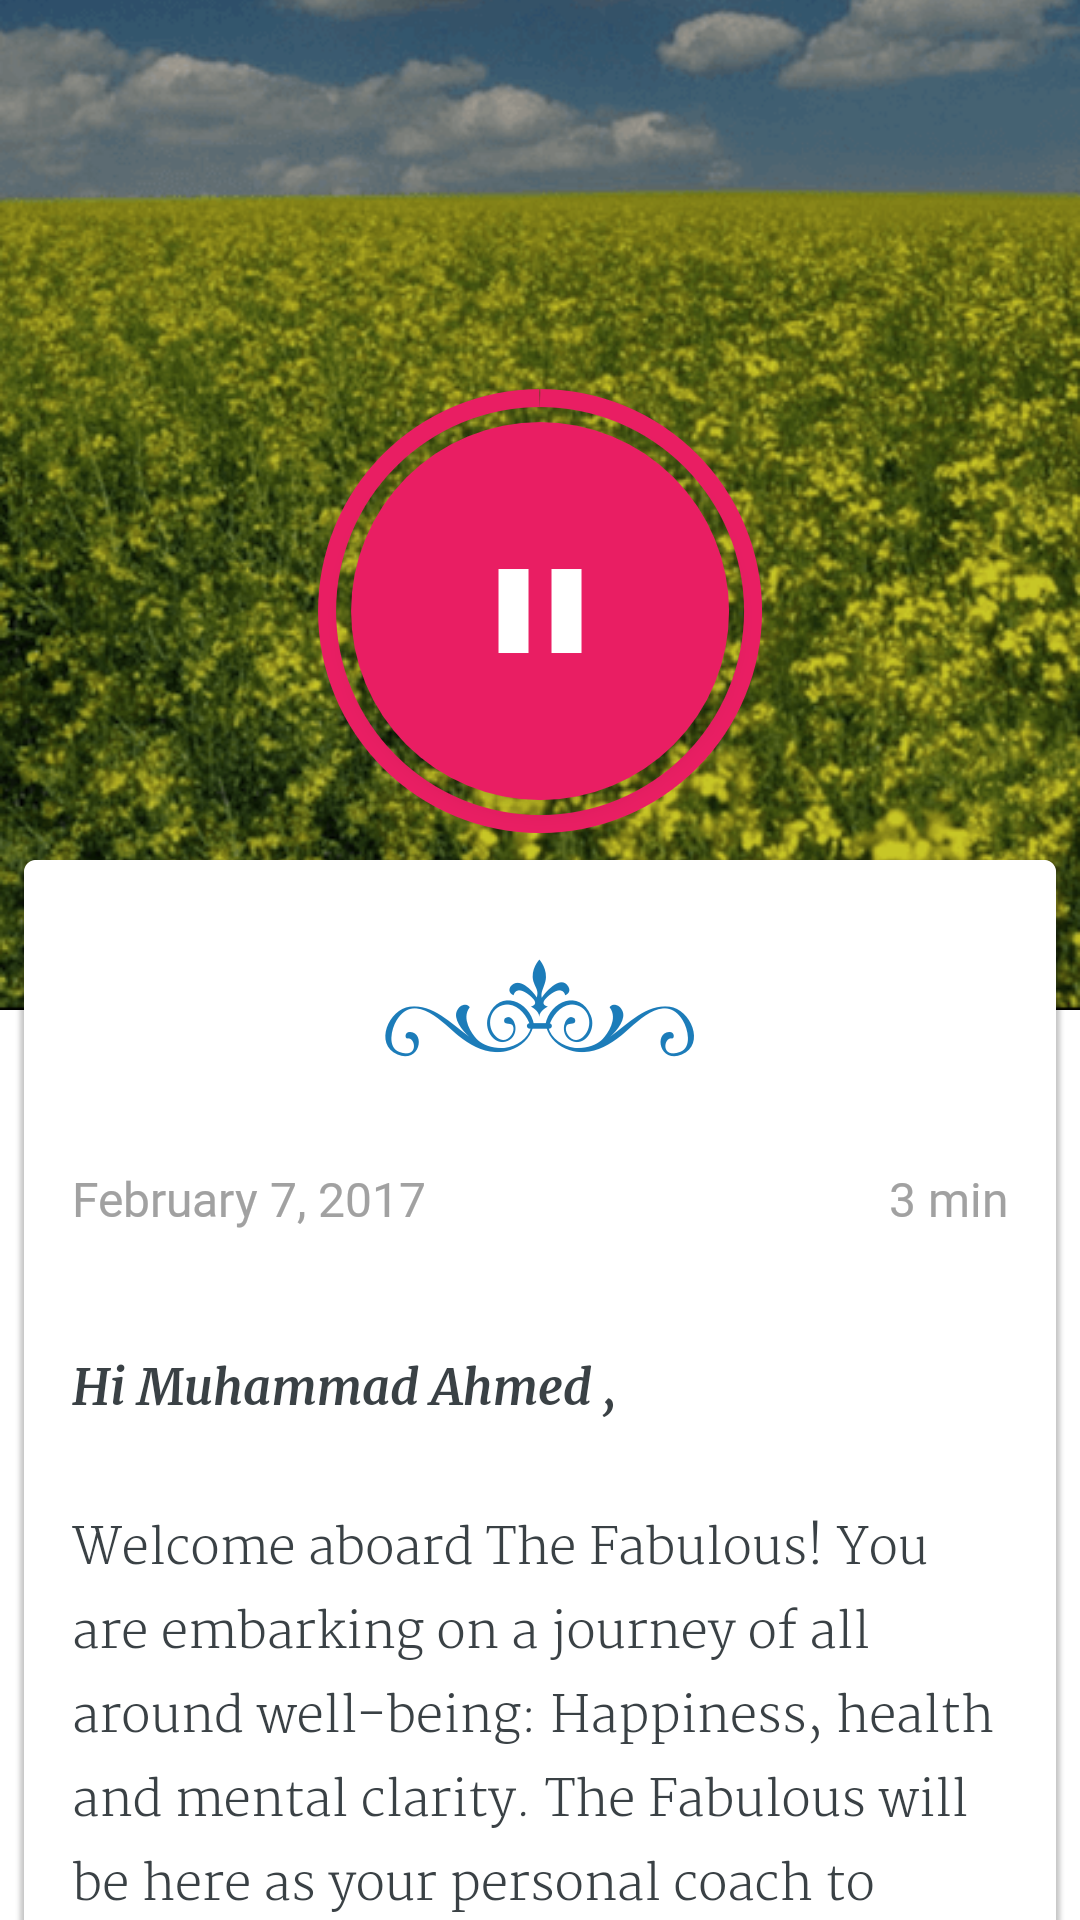 February 7, 2017
3 min
Hi Muhammad Ahmed ,
Welcome aboard The Fabulous! You
are embarking on a journey of all
around well-being: Happiness, health
and mental clarity. The Fabulous will
be here as your personal coach to